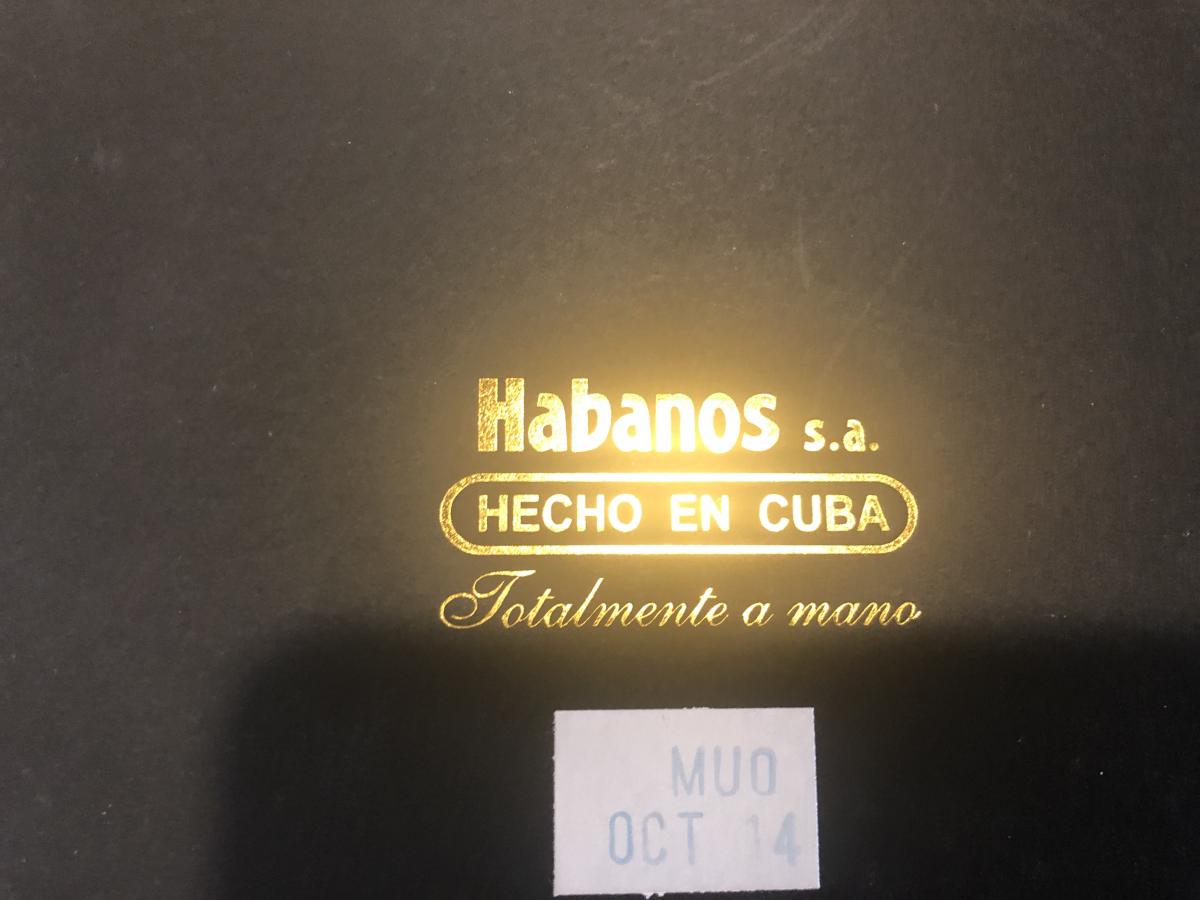 Habanos s.a.
HECHO EN CUBA
Totalmente a mano
MUO
OCT 14